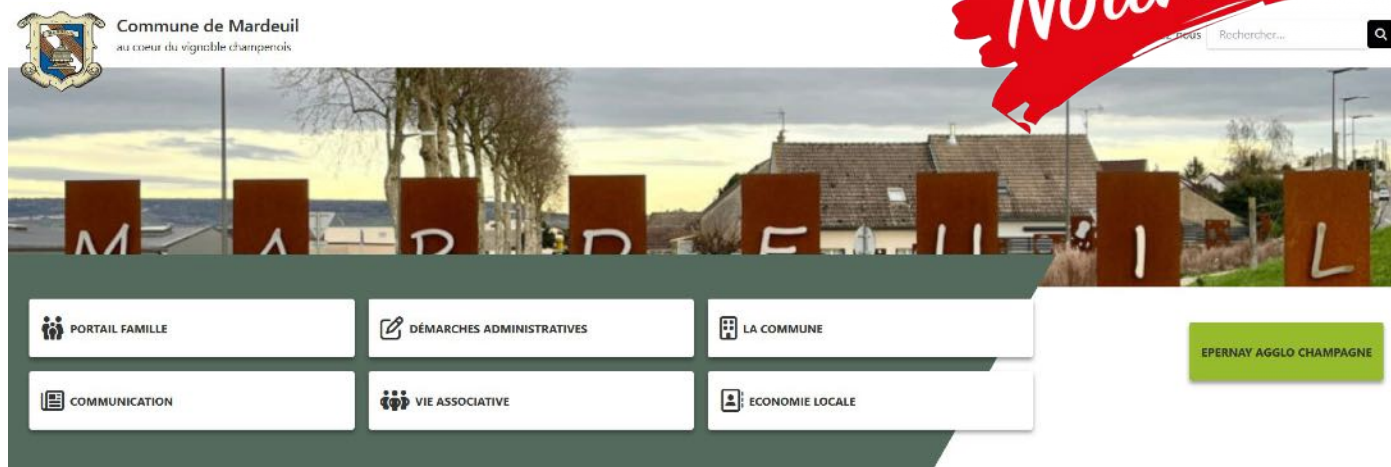 Commune de Mardeuil
au coeur du vignoble champenois
nous
Rechercher...
M A R D E U I L
PORTAIL FAMILLE
DÉMARCHES ADMINISTRATIVES
LA COMMUNE
EPERNAY AGGLO CHAMPAGNE
COMMUNICATION
VIE ASSOCIATIVE
ECONOMIE LOCALE